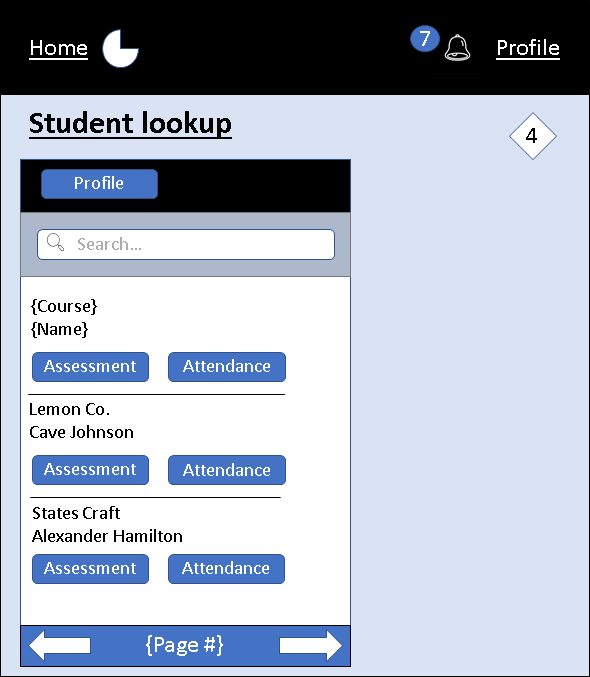 Home
7
Profile
Student lookup
4
Profile
Search...
{Course}
{Name}
Assessment Attendance
Lemon Co.
Cave Johnson
Assessment Attendance
States Craft
Alexander Hamilton
Assessment Attendance
{Page #}